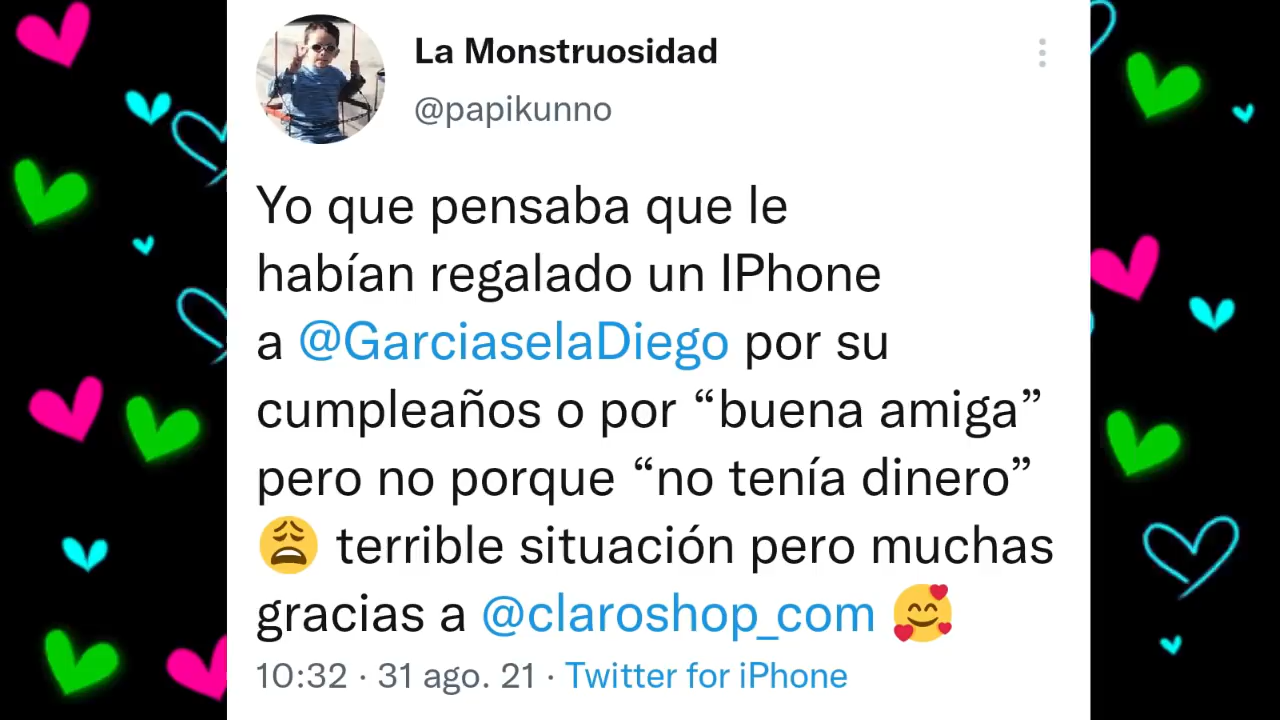 La Monstruosidad
@papikunno
Yo que pensaba que le
habían regalado un IPhone
a @GarciaselaDiego por su
cumpleaños o por “buena amiga”
pero no porque “no tenía dinero”
😩 terrible situación pero muchas
gracias a @claroshop_com 🥰
10:32 · 31 ago. 21 · Twitter for iPhone